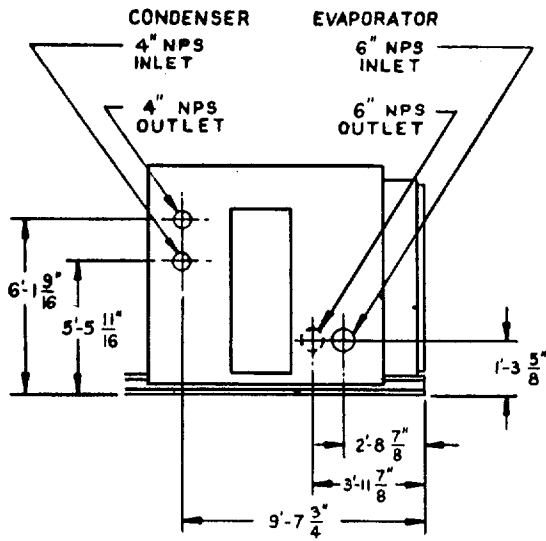 CONDENSER
4" NPS
INLET
4" NPS
OUTLET
EVAPORATOR
6" NPS
INLET
6" NPS
OUTLET
6'-1 9/16"
5'-5 11/16"
1'-3 5/8"
2'-8 7/8"
3'-11 7/8"
9'-7 3/4"